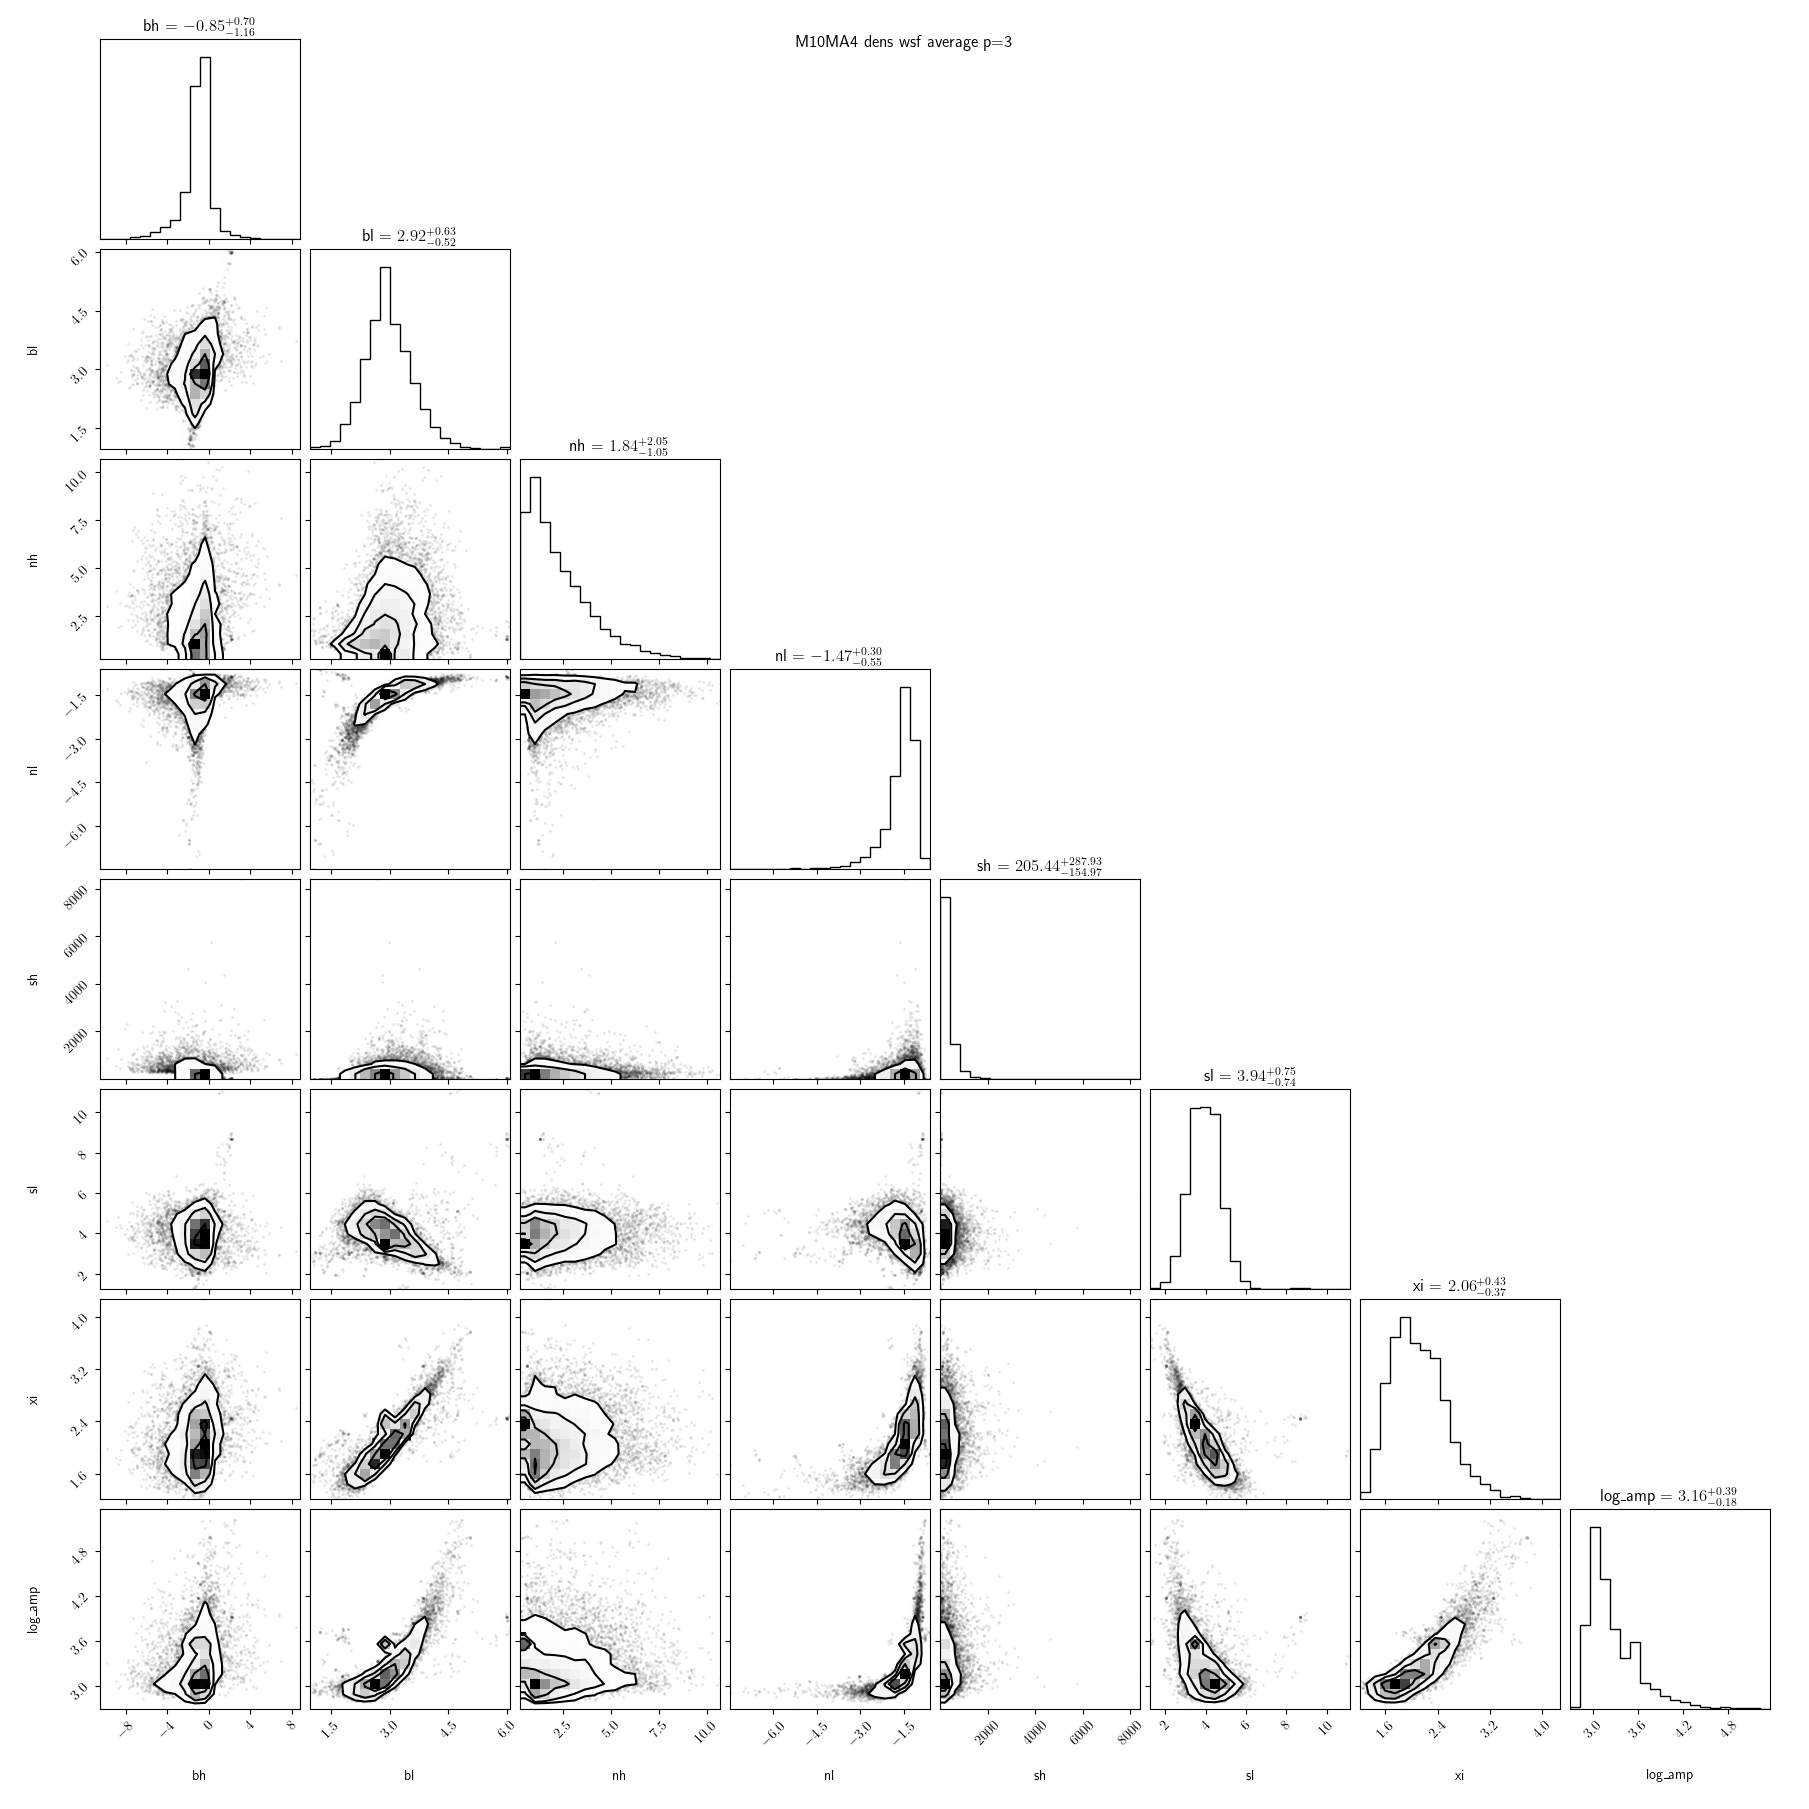 M10MA4 dens wsf average p=3
bh = −0.85 +0.70 −1.16
bl = 2.92 +0.63 −0.52
nh = 1.84 +2.05 −1.05
nl = −1.47 +0.30 −0.55
sh = 205.44 +287.93 −154.97
sl = 3.94 +0.75 −0.74
xi = 2.06 +0.43 −0.37
log_amp = 3.16 +0.39 −0.18
bl
6.0
4.5
3.0
1.5
nh
10.0
7.5
5.0
2.5
nl
−1.5
−3.0
−4.5
−6.0
sh
8000
6000
4000
2000
sl
10
8
6
4
2
xi
4.0
3.2
2.4
1.6
log_amp
4.8
4.2
3.6
3.0
−8 −4 0 4 8 1.5 3.0 4.5 6.0 2.5 5.0 7.5 10.0 −6.0 −4.5 −3.0 −1.5 2000 4000 6000 8000 2 4 6 8 10 1.6 2.4 3.2 4.0 3.0 3.6 4.2 4.8
bh bl nh nl sh sl xi log_amp